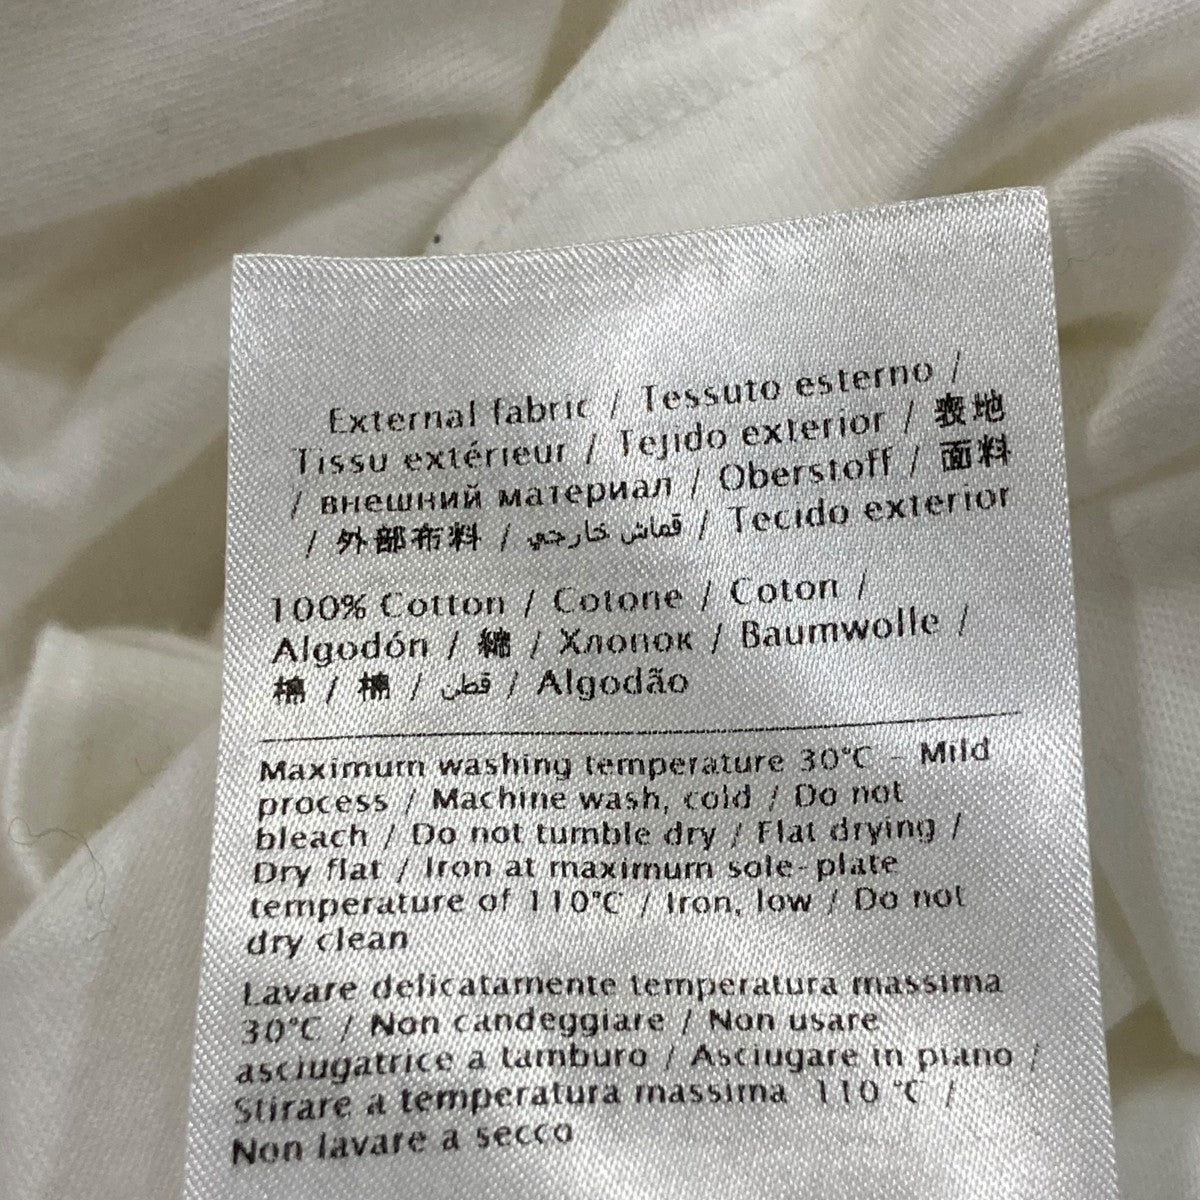 External fabric / Tessuto esterno /
Tissu extérieur / Tejido exterior / 表地
/ внешний материал / Oberstoff / 面料
/ 外部布料 / قماش خارجي / Tecido exterior
100% Cotton / Cotone / Coton /
Algodón / 綿 / Хлопок / Baumwolle /
棉 / 棉 / قطن / Algodão
Maximum washing temperature 30°C - Mild
process / Machine wash, cold / Do not
bleach / Do not tumble dry / Flat drying /
Dry flat / Iron at maximum sole-plate
temperature of 110°C / Iron, low / Do not
dry clean
Lavare delicatamente temperatura massima
30°C / Non candeggiare / Non usare
asciugatrice a tamburo / Asciugare in piano /
Stirare a temperatura massima 110 °C /
Non lavare a secco